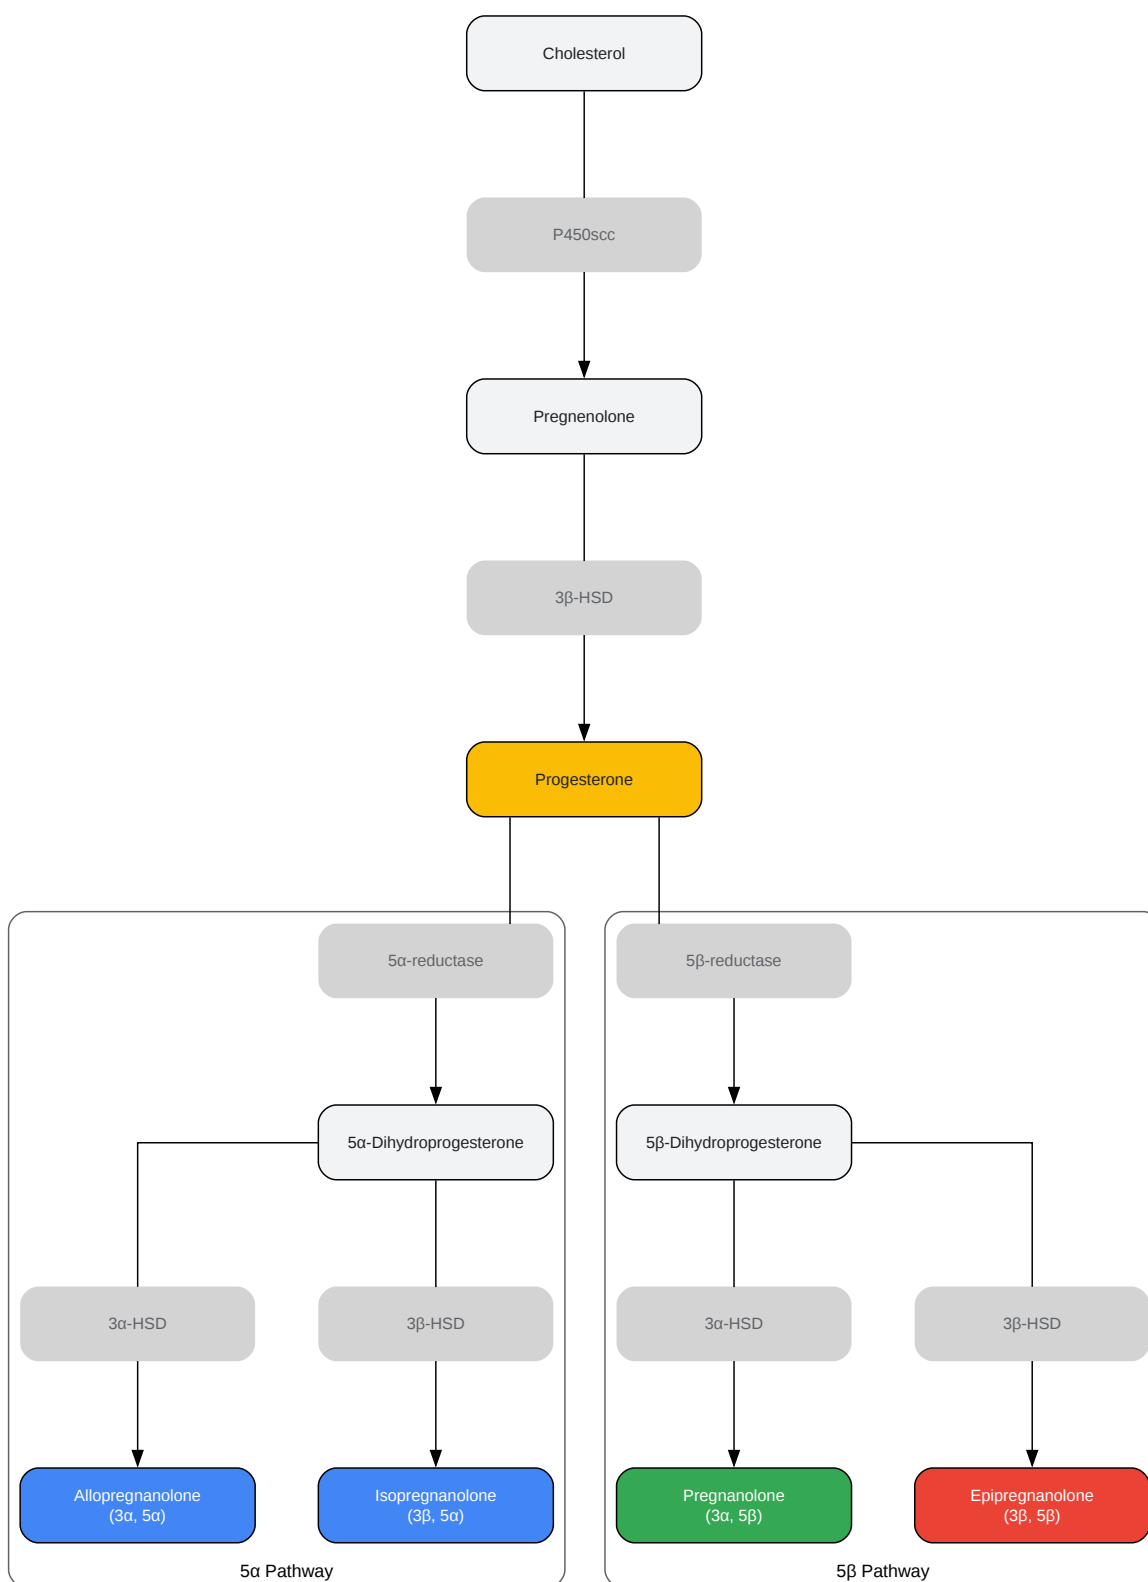 Cholesterol
P450scc
Pregnenolone
3β-HSD
Progesterone
5α-reductase
5β-reductase
5α-Dihydroprogesterone
5β-Dihydroprogesterone
3α-HSD
3β-HSD
3α-HSD
3β-HSD
Allopregnanolone
(3α, 5α)
Isopregnanolone
(3β, 5α)
Pregnanolone
(3α, 5β)
Epipregnanolone
(3β, 5β)
5α Pathway
5β Pathway